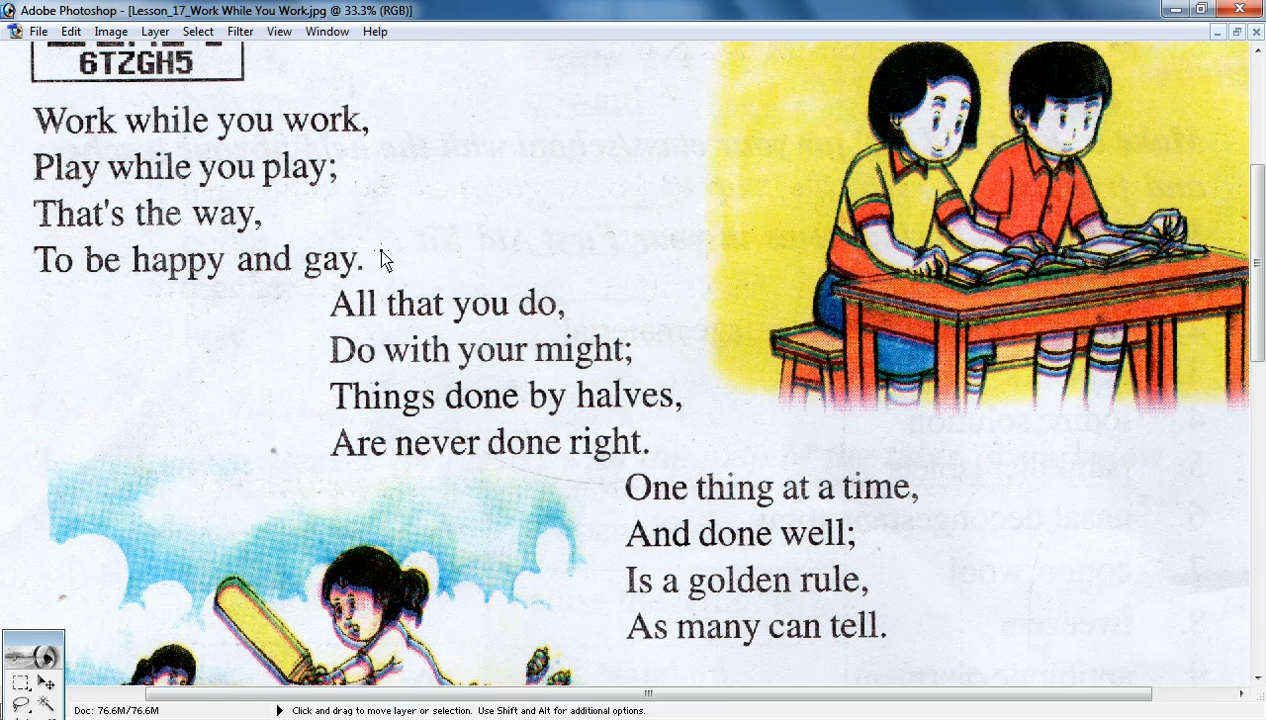 Adobe Photoshop - [Lesson_17_Work While You Work.jpg @ 33.3% (RGB)]
File Edit Image Layer Select Filter View Window Help
6TZGH5
Work while you work,
Play while you play;
That's the way,
To be happy and gay.
All that you do,
Do with your might;
Things done by halves,
Are never done right.
One thing at a time,
And done well;
Is a golden rule,
As many can tell.
Doc: 76.6M/76.6M Click and drag to move layer or selection. Use Shift and Alt for additional options.